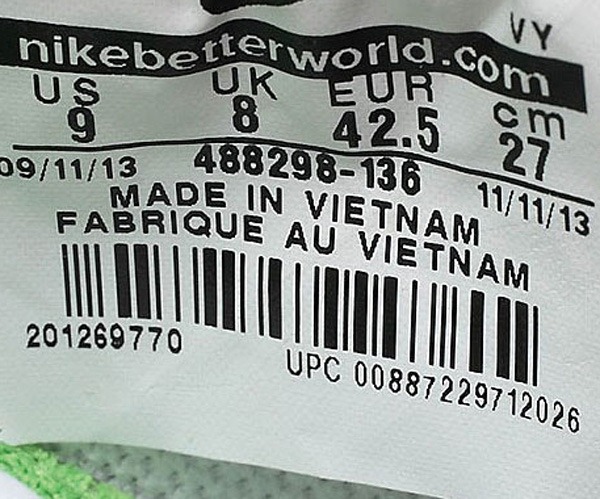 VY
nikebetterworld.com
US UK EUR cm
9 8 42.5 27
09/11/13 488298-136 11/11/13
MADE IN VIETNAM
FABRIQUE AU VIETNAM
201269770
UPC 00887229712026